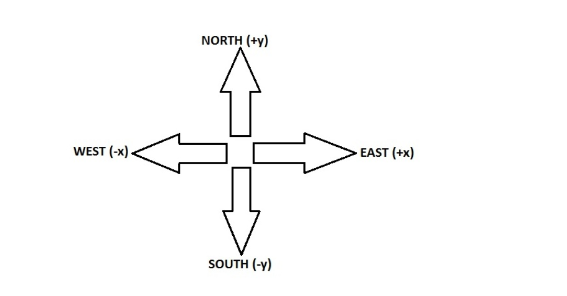 NORTH (+y)
WEST (-x)
EAST (+x)
SOUTH (-y)